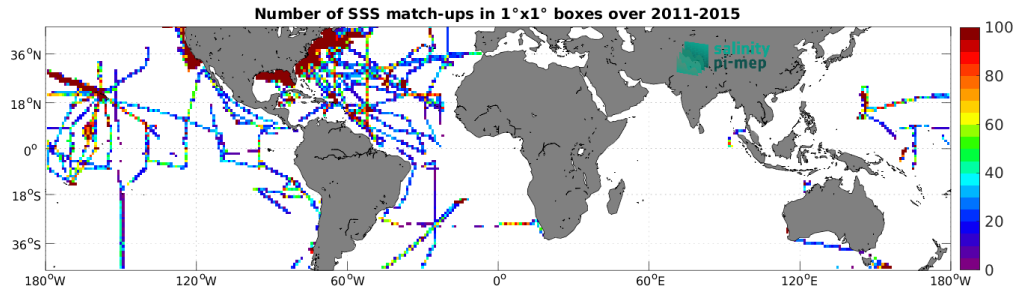 Number of SSS match-ups in 1°x1° boxes over 2011-2015
salinity
pi-mep
36°N
18°N
0°
18°S
36°S
180°W
120°W
60°W
0°
60°E
120°E
180°W
100
80
60
40
20
0